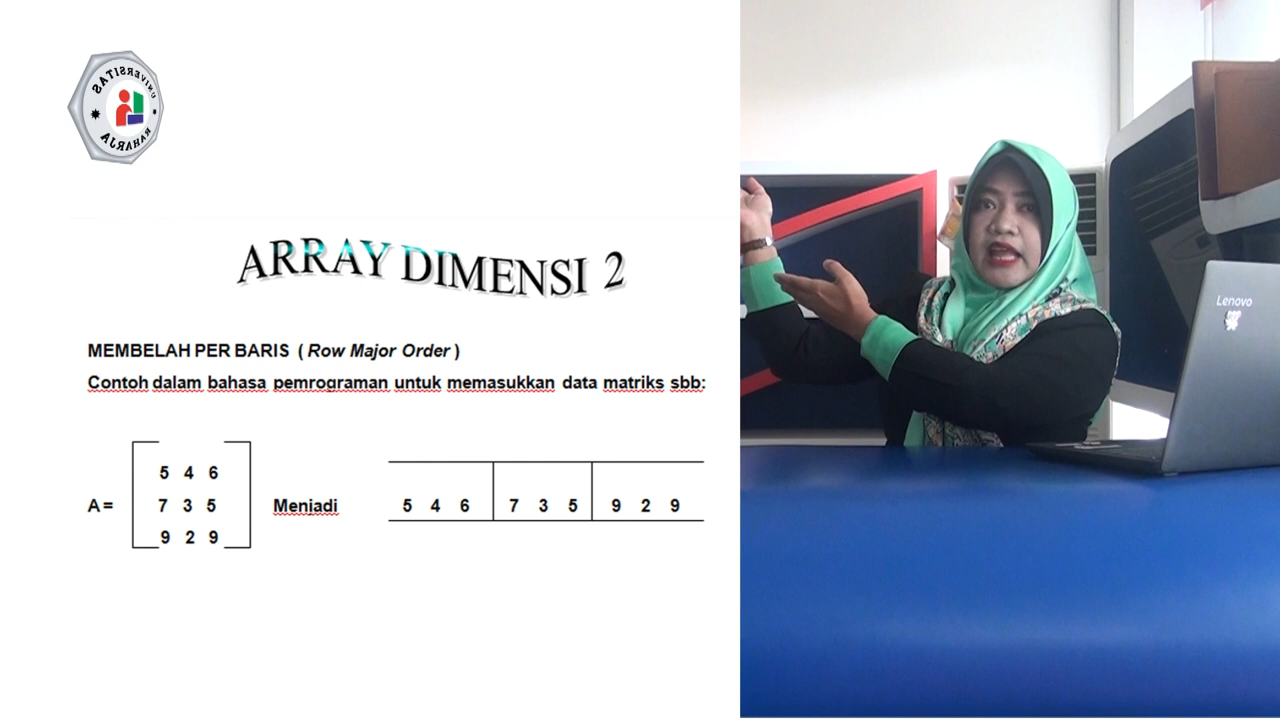 UNIVERSITAS
RAHARJA
ARRAY DIMENSI 2
MEMBELAH PER BARIS ( Row Major Order )
Contoh dalam bahasa pemrograman untuk memasukkan data matriks sbb:
5 4 6
A = 7 3 5 Menjadi 5 4 6 7 3 5 9 2 9
9 2 9
Lenovo